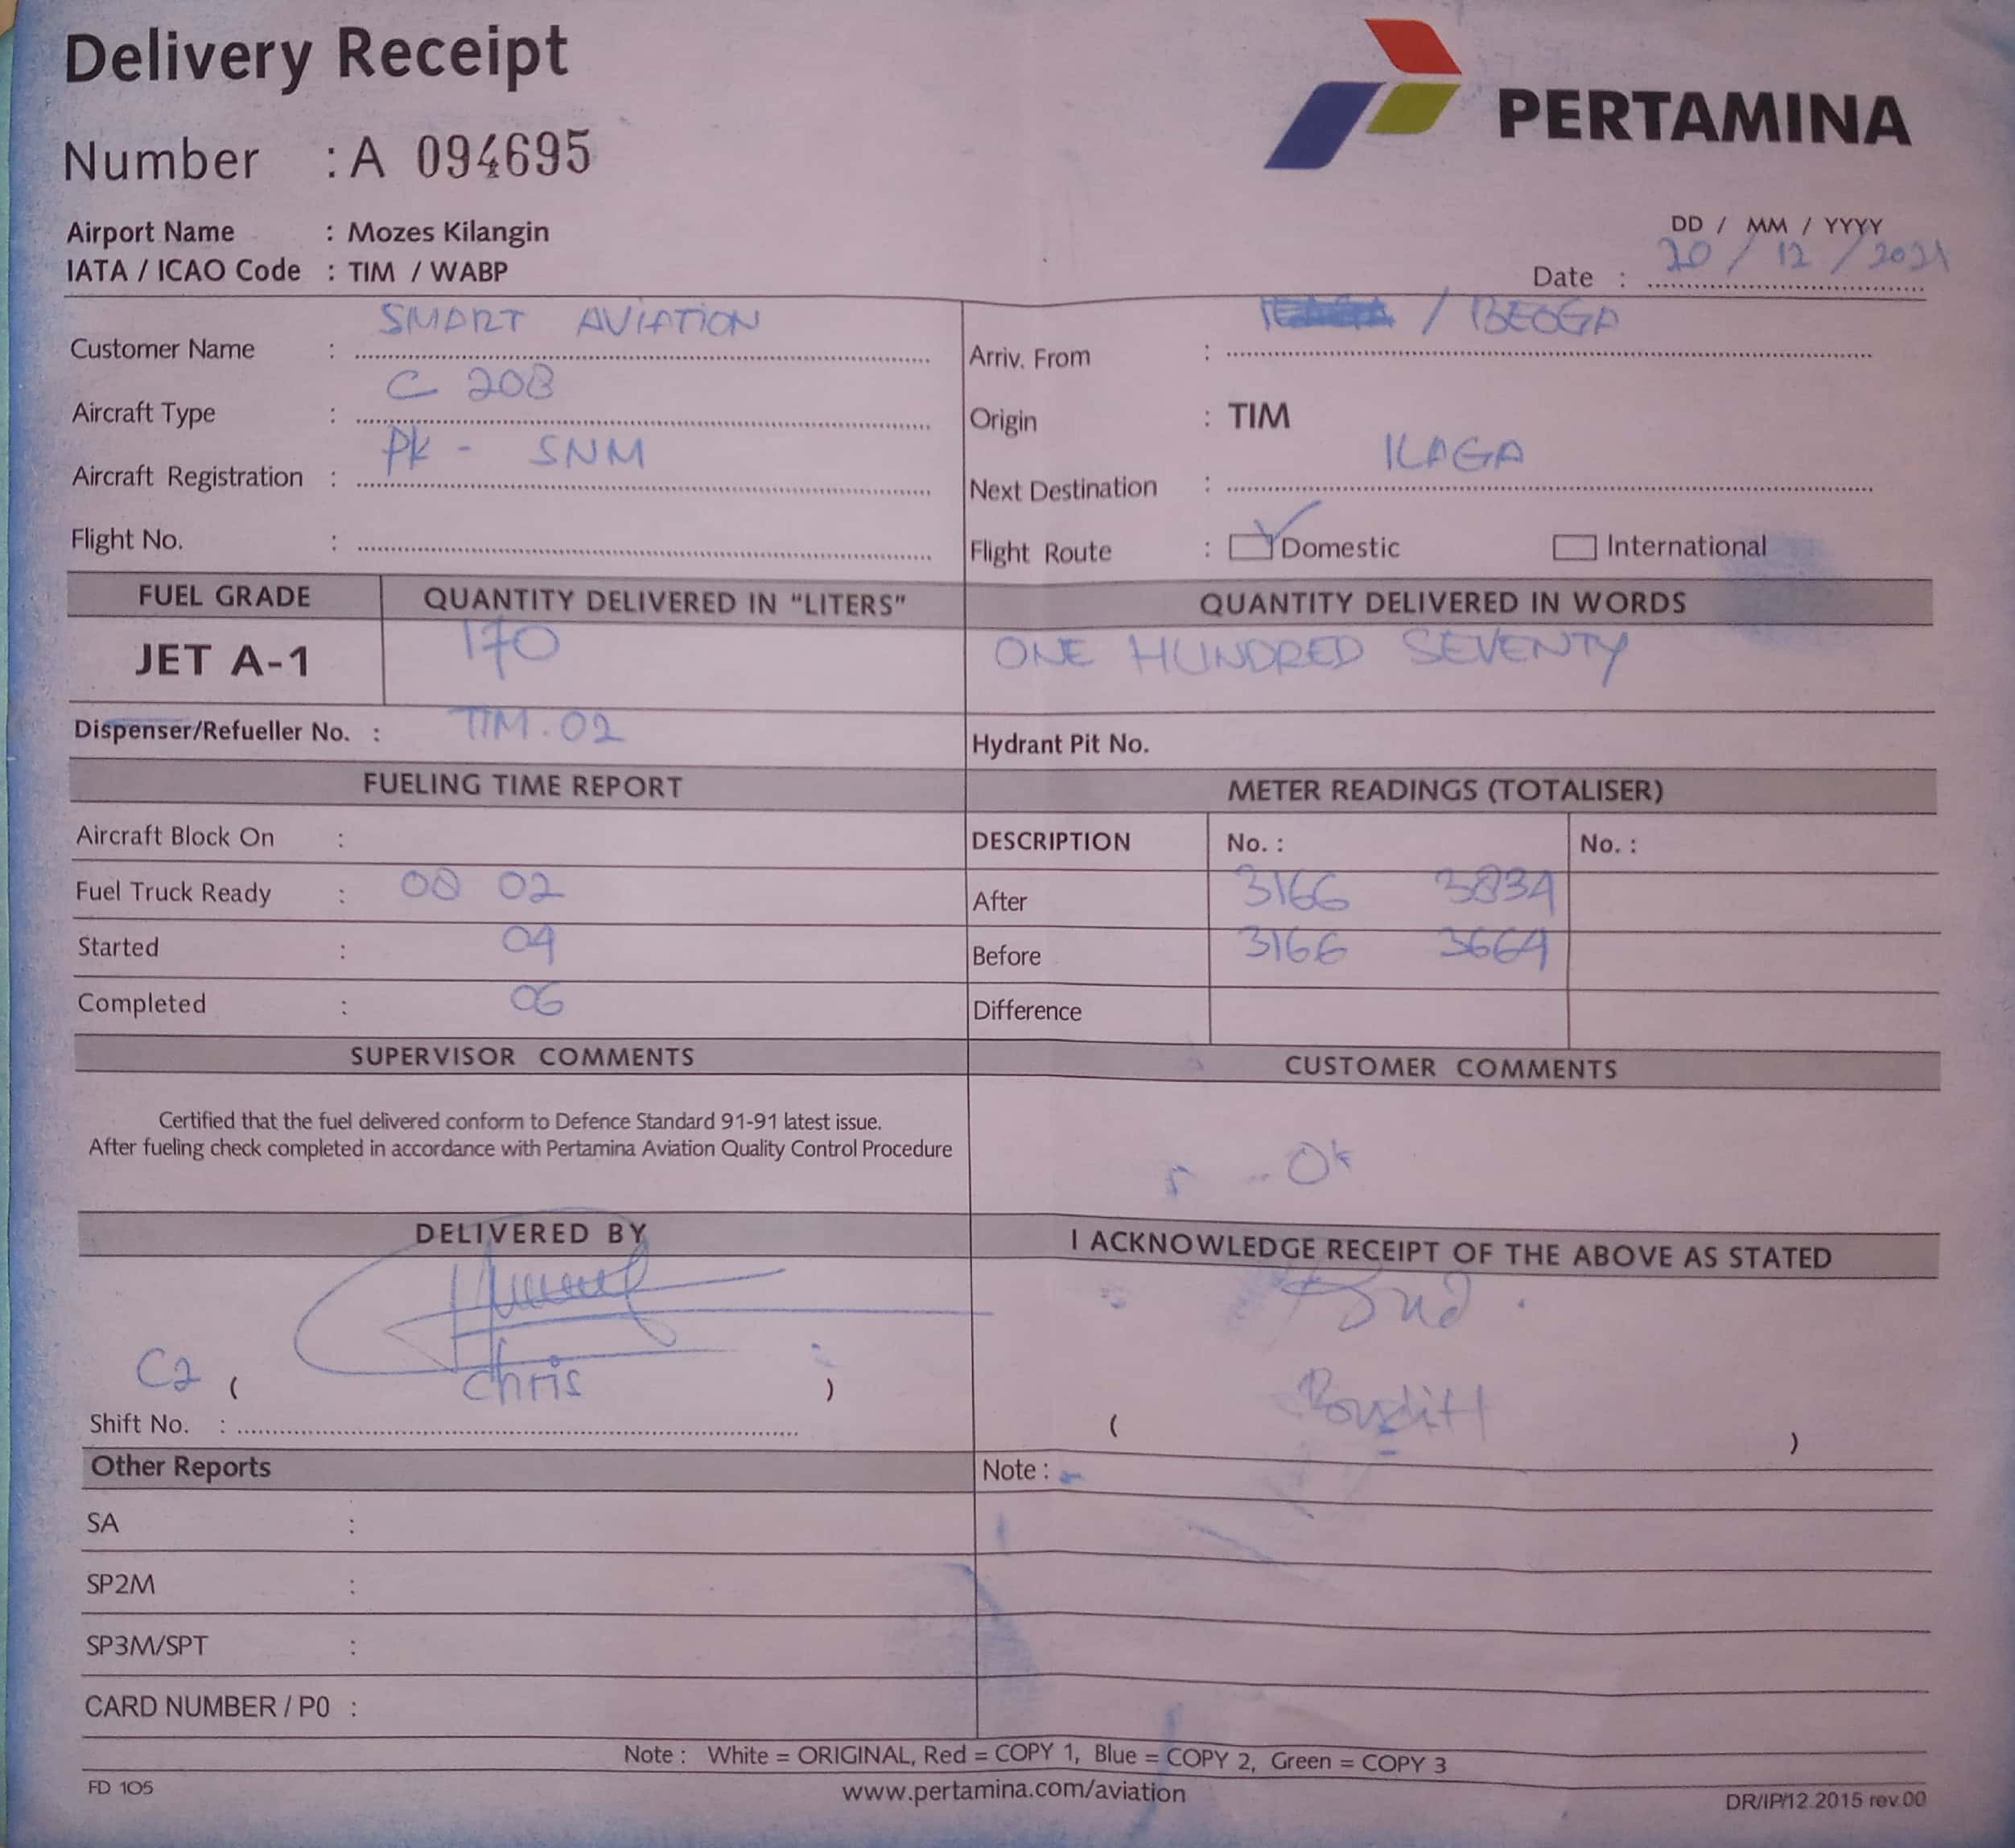 Delivery Receipt
PERTAMINA
Number : A 094695
Airport Name : Mozes Kilangin
IATA / ICAO Code : TIM / WABP
DD / MM / YYYY
Date : 20 / 12 / 2021
Customer Name : SMART AVIATION
Arriv. From : / BEOGA
Aircraft Type : C 208
Origin : TIM
Aircraft Registration : PK - SNM
Next Destination : ILAGA
Flight No. :
Flight Route : Domestic International
FUEL GRADE QUANTITY DELIVERED IN “LITERS” QUANTITY DELIVERED IN WORDS
JET A-1 170 ONE HUNDRED SEVENTY
Dispenser/Refueller No. : TIM . 02 Hydrant Pit No.
FUELING TIME REPORT METER READINGS (TOTALISER)
Aircraft Block On : DESCRIPTION No. : No. :
Fuel Truck Ready : 08 02 After 3166 3834
Started : 04 Before 3166 3664
Completed : 06 Difference
SUPERVISOR COMMENTS CUSTOMER COMMENTS
Certified that the fuel delivered conform to Defence Standard 91-91 latest issue.
After fueling check completed in accordance with Pertamina Aviation Quality Control Procedure
- Ok
DELIVERED BY I ACKNOWLEDGE RECEIPT OF THE ABOVE AS STATED
C2 ( Chris )
Shift No. :
( )
Other Reports Note :
SA :
SP2M :
SP3M/SPT :
CARD NUMBER / P0 :
Note : White = ORIGINAL, Red = COPY 1, Blue = COPY 2, Green = COPY 3
FD 105 www.pertamina.com/aviation DR/IP/12.2015 rev.00